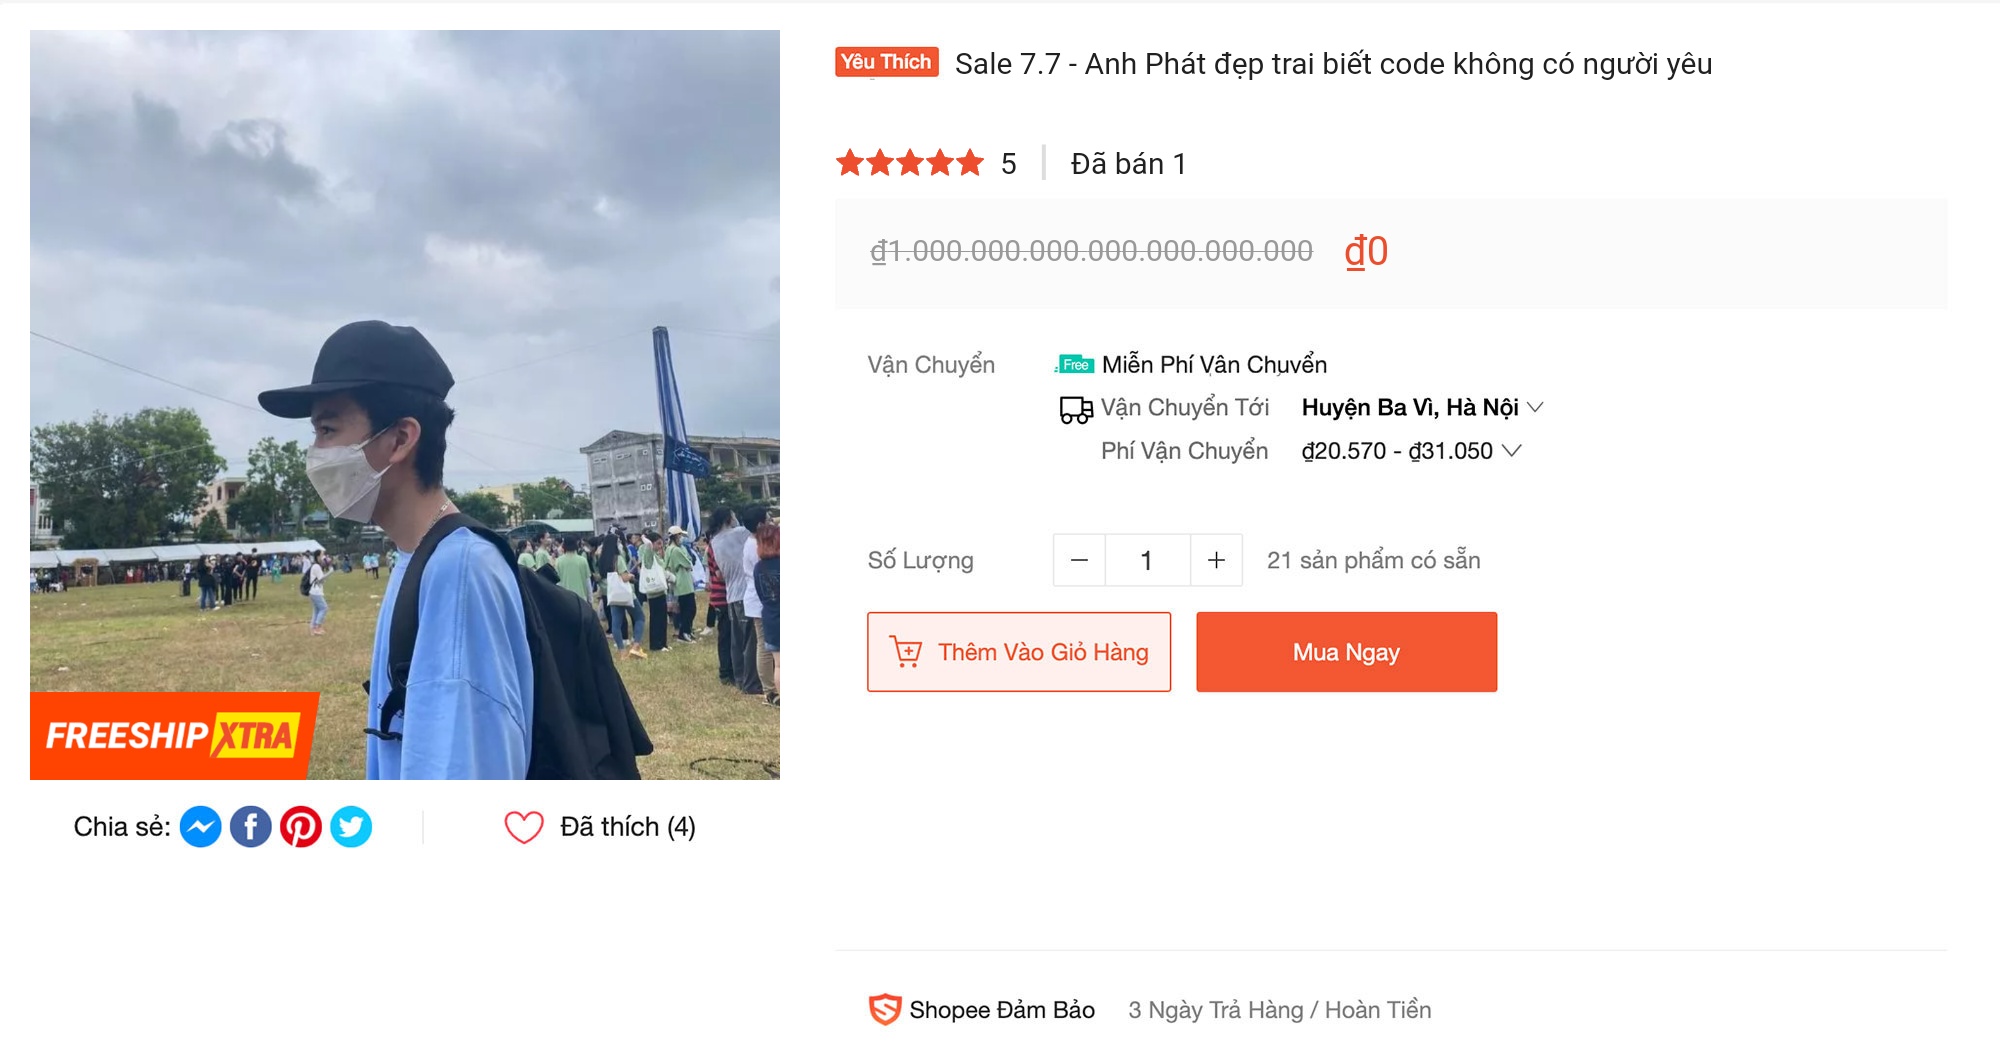 Yêu Thích Sale 7.7 - Anh Phát đẹp trai biết code không có người yêu
5 Đã bán 1
₫1.000.000.000.000.000.000.000 ₫0
Vận Chuyển Free Miễn Phí Vận Chuyển
Vận Chuyển Tới Huyện Ba Vì, Hà Nội
Phí Vận Chuyển ₫20.570 - ₫31.050
Số Lượng 1 21 sản phẩm có sẵn
Thêm Vào Giỏ Hàng Mua Ngay
FREESHIP XTRA
Chia sẻ: Đã thích (4)
Shopee Đảm Bảo 3 Ngày Trả Hàng / Hoàn Tiền